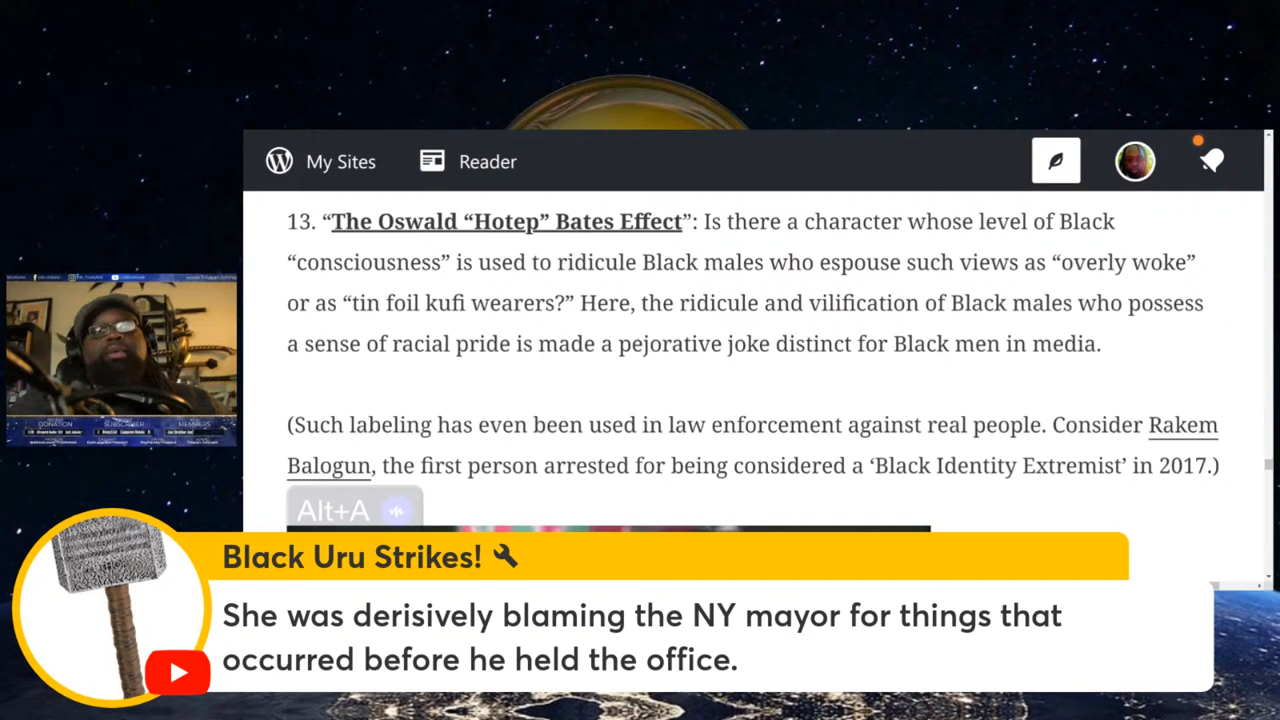 My Sites
Reader
13. “The Oswald “Hotep” Bates Effect”: Is there a character whose level of Black
“consciousness” is used to ridicule Black males who espouse such views as “overly woke”
or as “tin foil kufi wearers?” Here, the ridicule and vilification of Black males who possess
a sense of racial pride is made a pejorative joke distinct for Black men in media.
(Such labeling has even been used in law enforcement against real people. Consider Rakem
Balogun, the first person arrested for being considered a ‘Black Identity Extremist’ in 2017.)
Alt+A
DONATION
SUBSCRIBER
MEMBERS
Black Uru Strikes!
She was derisively blaming the NY mayor for things that
occurred before he held the office.